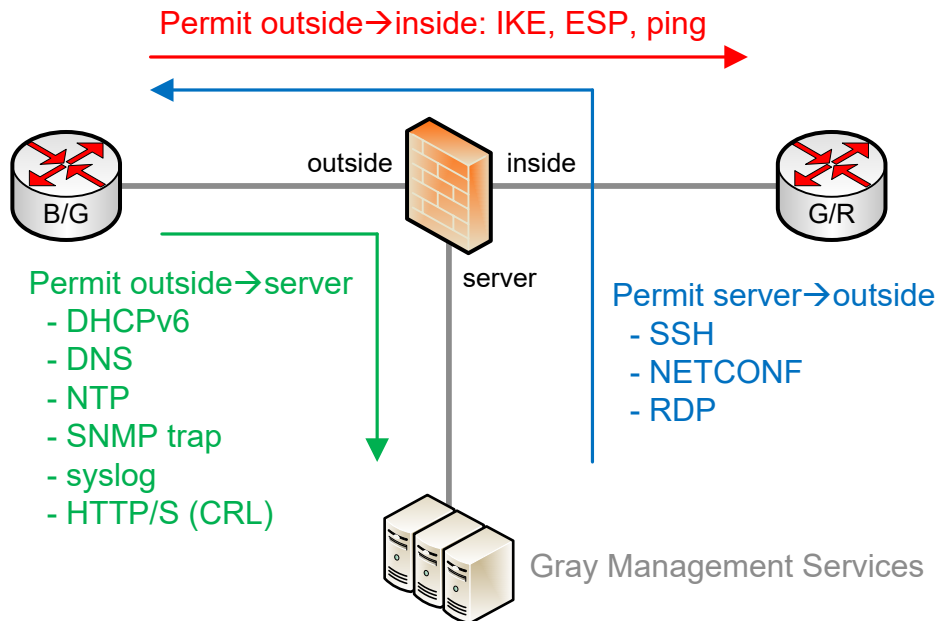 Permit outside→inside: IKE, ESP, ping
outside
inside
B/G
G/R
server
Permit outside→server
- DHCPv6
- DNS
- NTP
- SNMP trap
- syslog
- HTTP/S (CRL)
Permit server→outside
- SSH
- NETCONF
- RDP
Gray Management Services